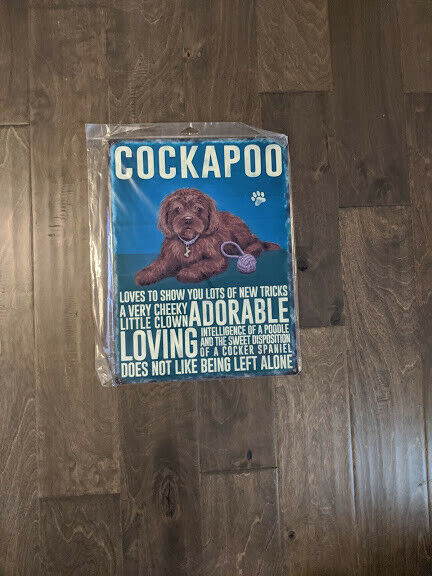 COCKAPOO
LOVES TO SHOW YOU LOTS OF NEW TRICKS
A VERY CHEEKY
LITTLE CLOWN
ADORABLE
LOVING
INTELLIGENCE OF A POODLE
AND THE SWEET DISPOSITION
OF A COCKER SPANIEL
DOES NOT LIKE BEING LEFT ALONE